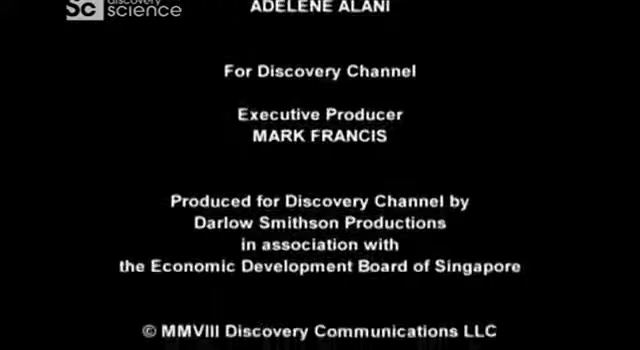 Sc discovery
science
ADELENE ALANI
For Discovery Channel
Executive Producer
MARK FRANCIS
Produced for Discovery Channel by
Darlow Smithson Productions
in association with
the Economic Development Board of Singapore
© MMVIII Discovery Communications LLC